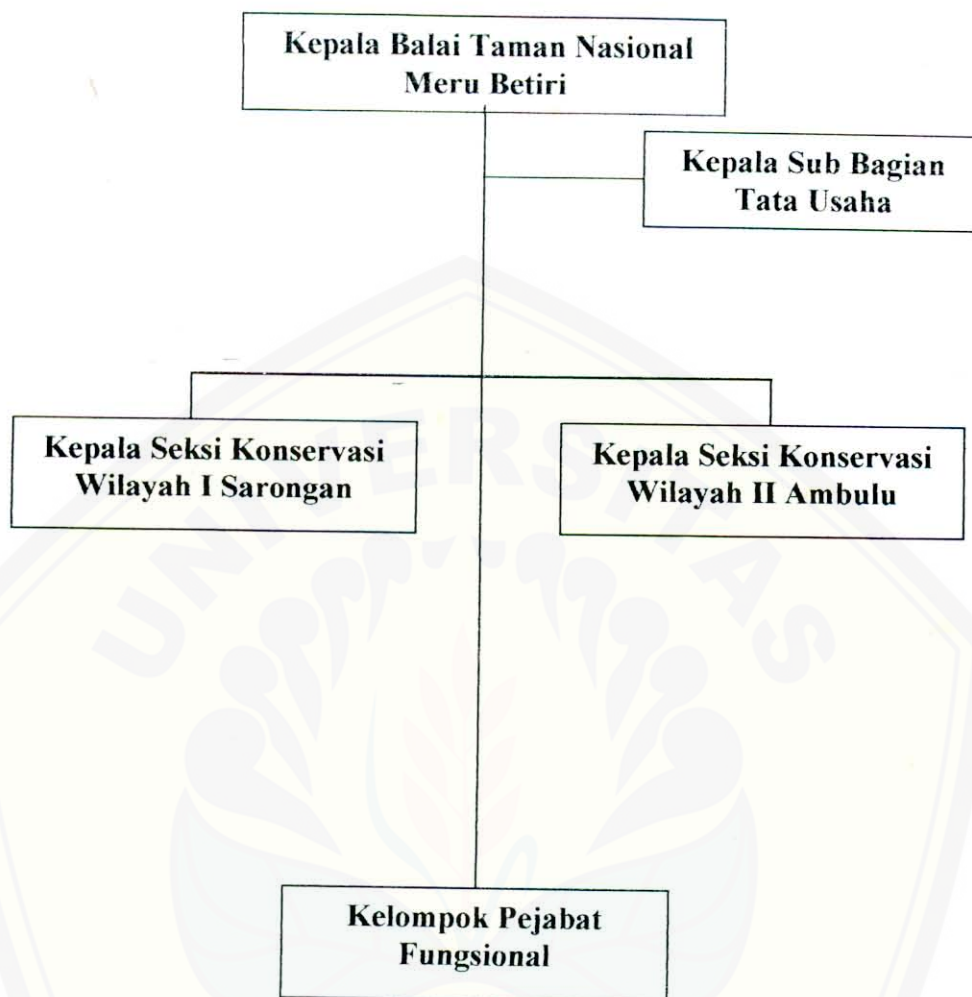 Kepala Balai Taman Nasional
Meru Betiri
Kepala Sub Bagian
Tata Usaha
Kepala Seksi Konservasi
Wilayah I Sarongan
Kepala Seksi Konservasi
Wilayah II Ambulu
UNIVERSITAS
Kelompok Pejabat
Fungsional